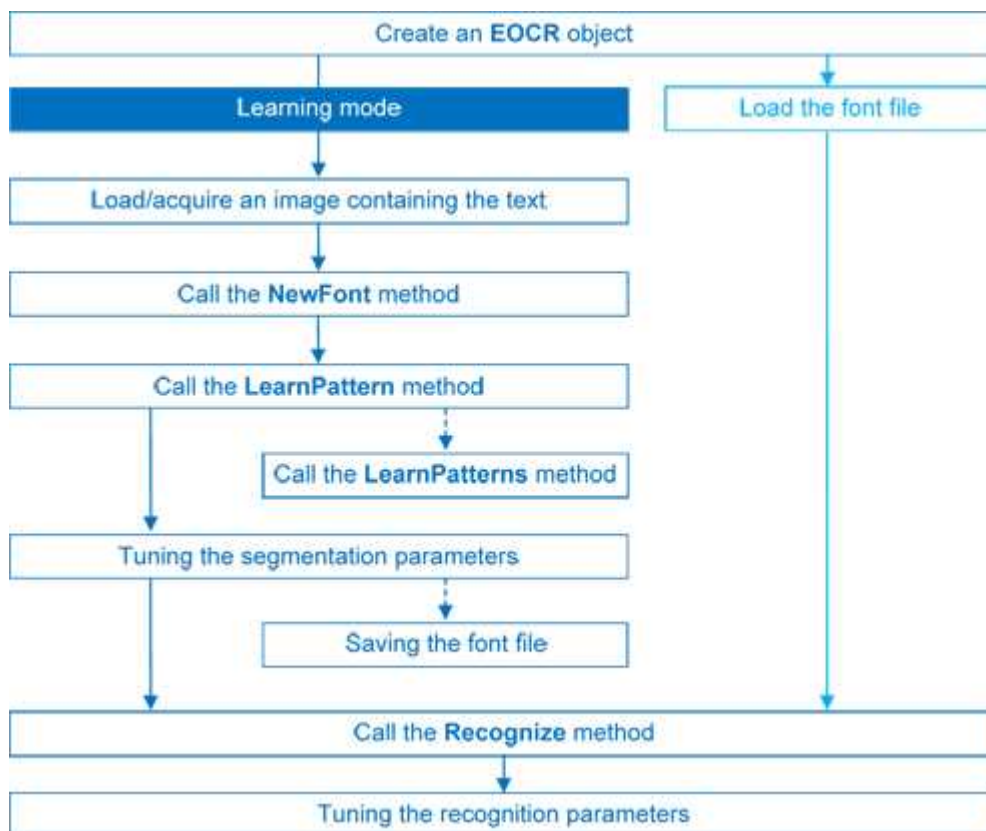 Create an EOCR object
Learning mode
Load the font file
Load/acquire an image containing the text
Call the NewFont method
Call the LearnPattern method
Call the LearnPatterns method
Tuning the segmentation parameters
Saving the font file
Call the Recognize method
Tuning the recognition parameters